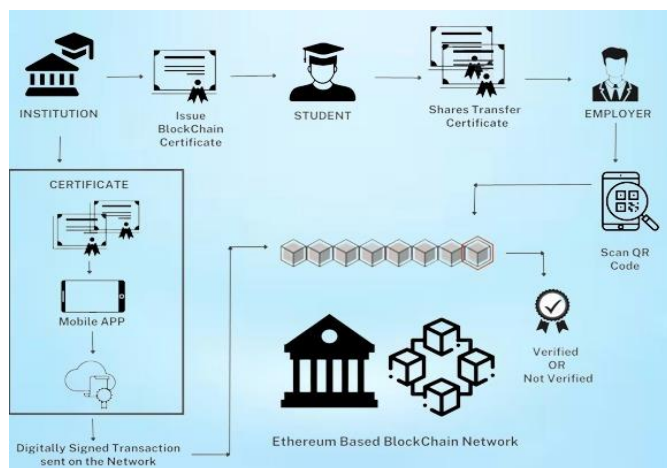 INSTITUTION
Issue
BlockChain
Certificate
STUDENT
Shares Transfer
Certificate
EMPLOYER
CERTIFICATE
Mobile APP
Scan QR
Code
Verified
OR
Not Verified
Ethereum Based BlockChain Network
Digitally Signed Transaction
sent on the Network